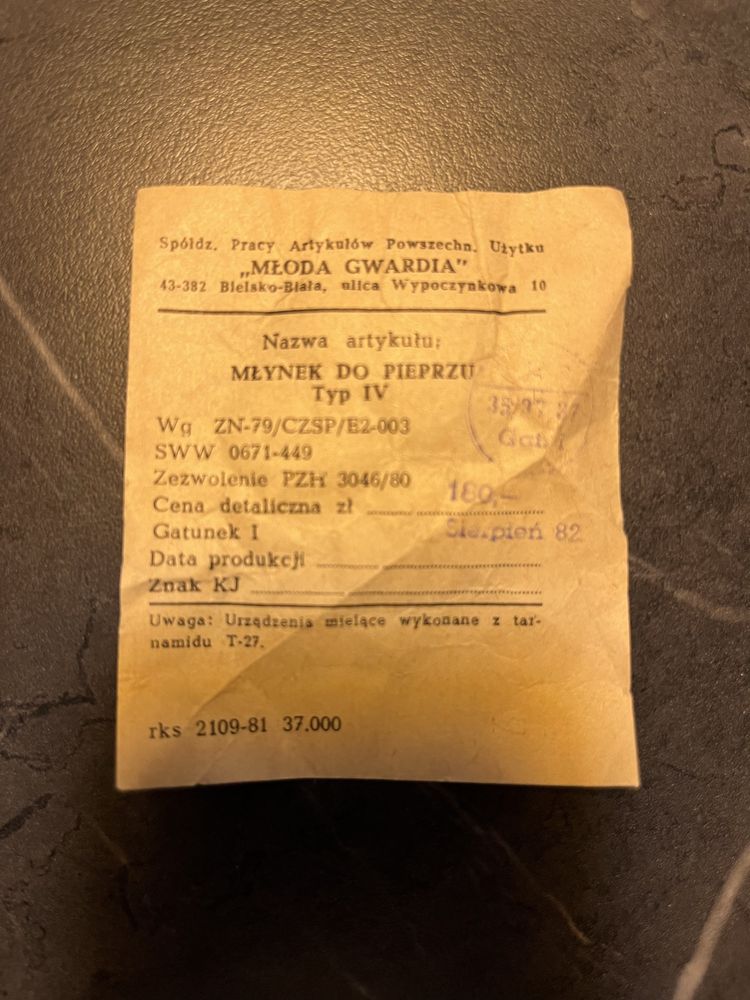 Spółdz. Pracy Artykułów Powszechn. Użytku
„MŁODA GWARDIA”
43-382 Bielsko-Biała, ulica Wypoczynkowa 10
Nazwa artykułu:
MŁYNEK DO PIEPRZU
Typ IV
Wg ZN-79/CZSP/E2-003
SWW 0671-449
Zezwolenie PZH 3046/80
Cena detaliczna zł 180,-
Gatunek I Sierpień 82
Data produkcji
Znak KJ
Uwaga: Urządzenia mielące wykonane z tar-
namidu T-27.
rks 2109-81 37.000